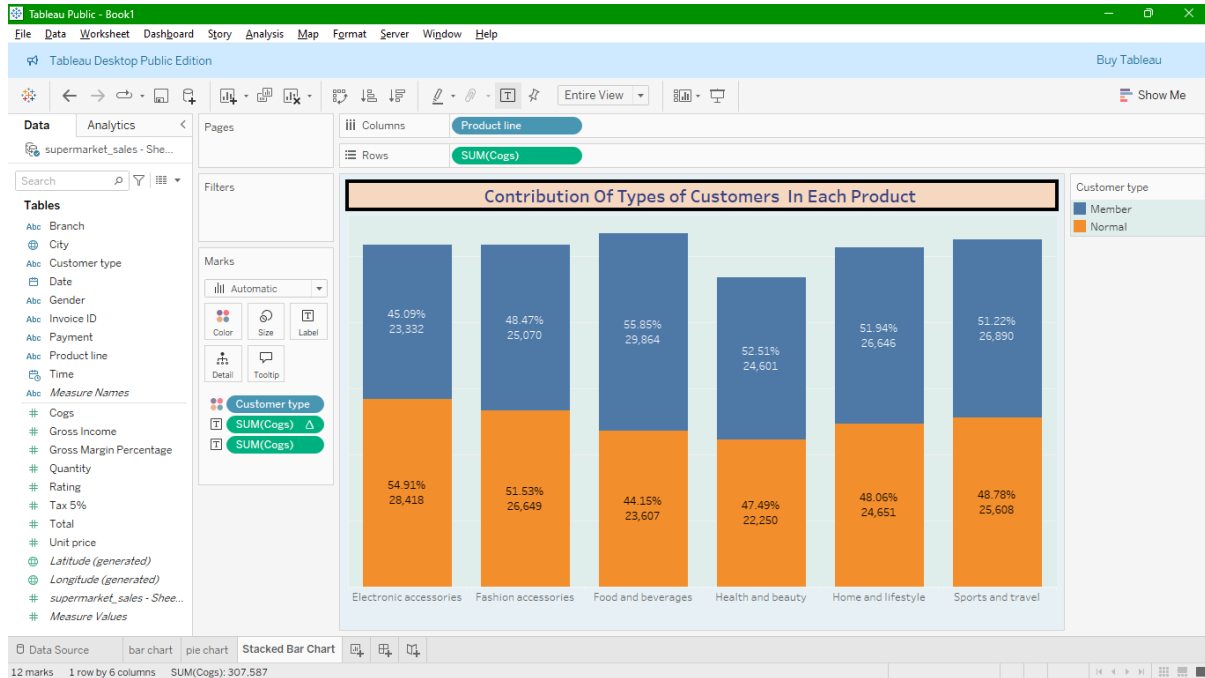 Tableau Public - Book1
File Data Worksheet Dashboard Story Analysis Map Format Server Window Help
Tableau Desktop Public Edition
Buy Tableau
Entire View
Show Me
Data Analytics
supermarket_sales - She...
Search
Tables
Abc Branch
City
Abc Customer type
Date
Abc Gender
Abc Invoice ID
Abc Payment
Abc Product line
Time
Abc Measure Names
# Cogs
# Gross Income
# Gross Margin Percentage
# Quantity
# Rating
# Tax 5%
# Total
# Unit price
Latitude (generated)
Longitude (generated)
# supermarket_sales - Shee...
# Measure Values
Pages
Filters
Marks
Automatic
Color Size Label
Detail Tooltip
Customer type
SUM(Cogs) Δ
SUM(Cogs)
Columns Product line
Rows SUM(Cogs)
Contribution Of Types of Customers In Each Product
45.09%
23,332
48.47%
25,070
55.85%
29,864
52.51%
24,601
51.94%
26,646
51.22%
26,890
54.91%
28,418
51.53%
26,649
44.15%
23,607
47.49%
22,250
48.06%
24,651
48.78%
25,608
Electronic accessories Fashion accessories Food and beverages Health and beauty Home and lifestyle Sports and travel
Customer type
Member
Normal
Data Source bar chart pie chart Stacked Bar Chart
12 marks 1 row by 6 columns SUM(Cogs): 307,587